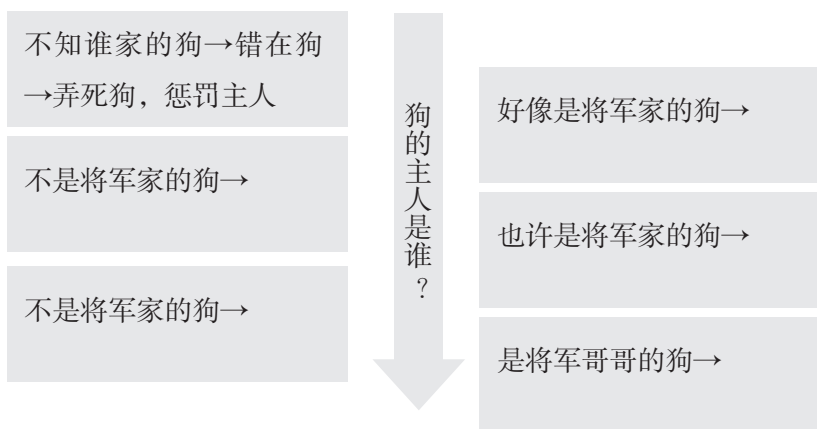 不知谁家的狗→错在狗
→弄死狗，惩罚主人
不是将军家的狗→
不是将军家的狗→
狗的主人是谁？
好像是将军家的狗→
也许是将军家的狗→
是将军哥哥的狗→